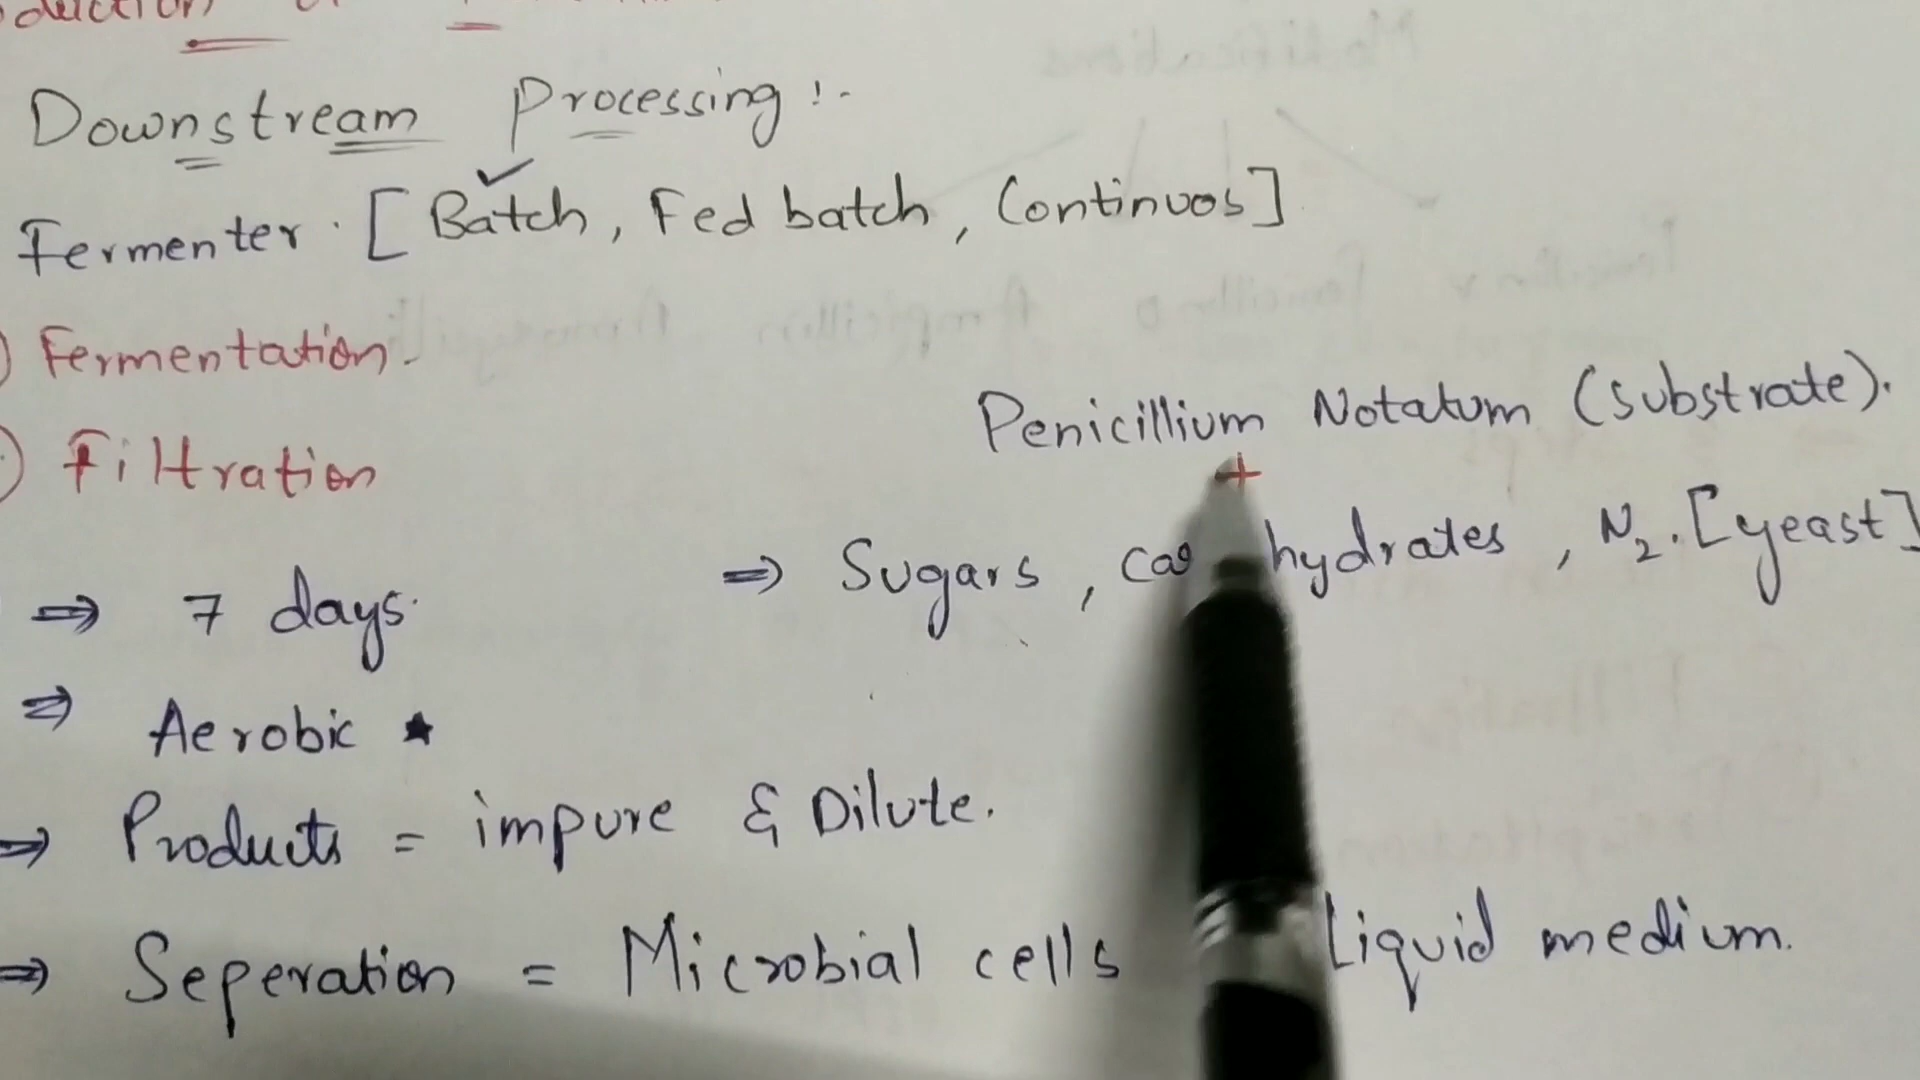 Downstream Processing :-
Fermenter . [Batch, Fed batch, Continuos]
) Fermentation.
) Filtration
Penicillium Notatum (substrate).
+
⇒ Sugars, hydrates, N2. [yeast]
⇒ 7 days.
⇒ Aerobic ★
⇒ Products = impure & Dilute.
⇒ Seperation = Microbial cells Liquid medium.